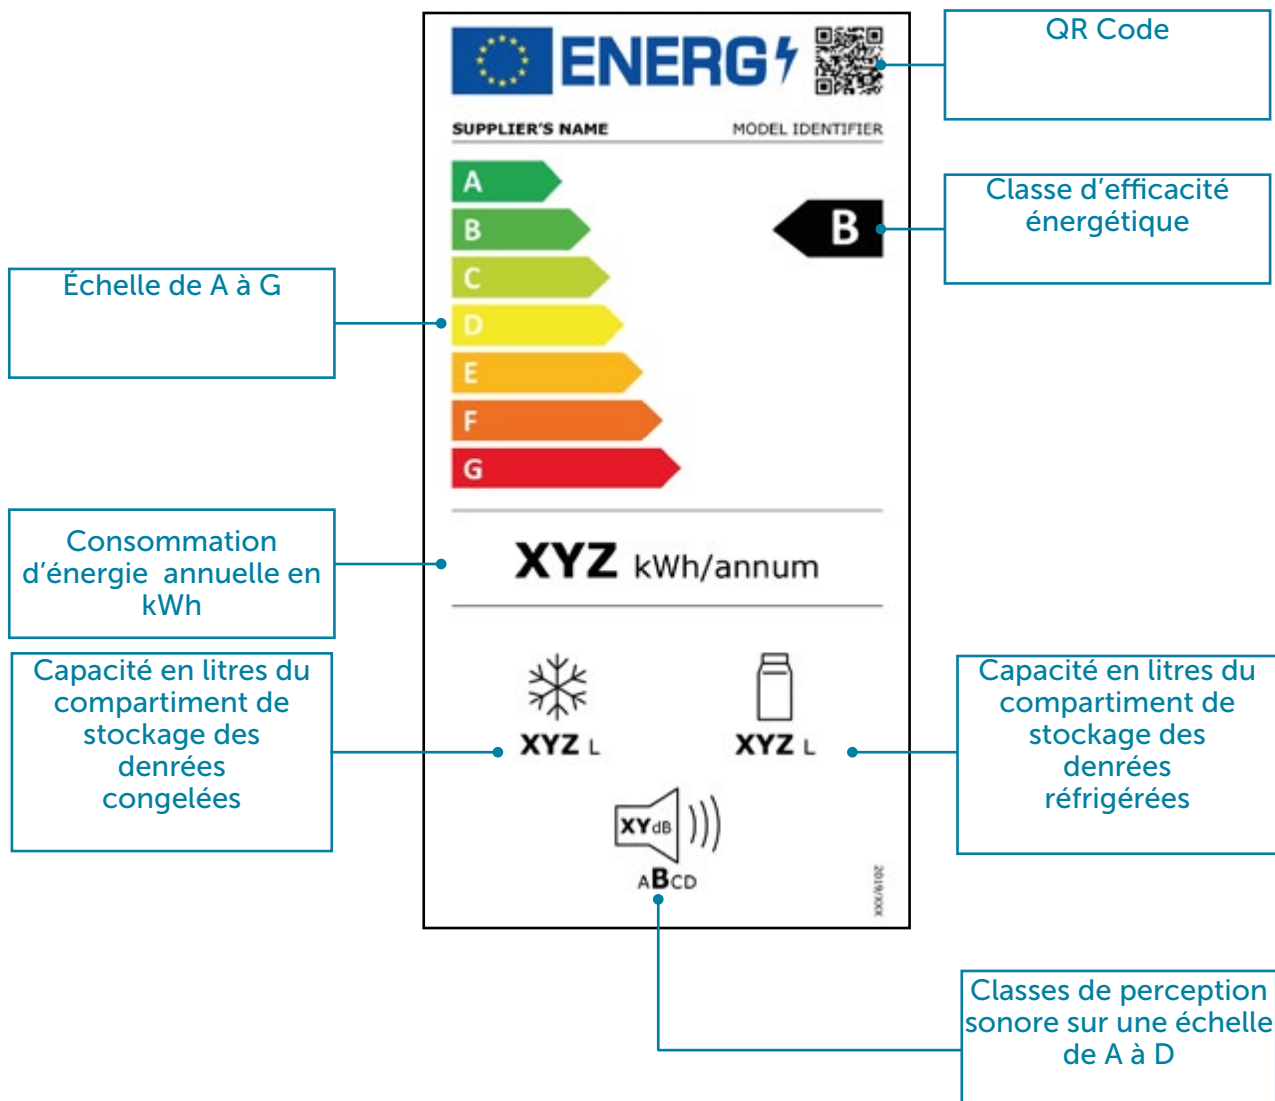 ENERG
QR Code
SUPPLIER'S NAME
MODEL IDENTIFIER
A
B
C
D
E
F
G
B
Classe d'efficacité
énergétique
Échelle de A à G
Consommation
d'énergie annuelle en
kWh
XYZ kWh/annum
Capacité en litres du
compartiment de
stockage des
denrées
congelées
XYZ L
XYZ L
Capacité en litres du
compartiment de
stockage des
denrées
réfrigérées
XYdB
ABCD
2019/XXX
Classes de perception
sonore sur une échelle
de A à D